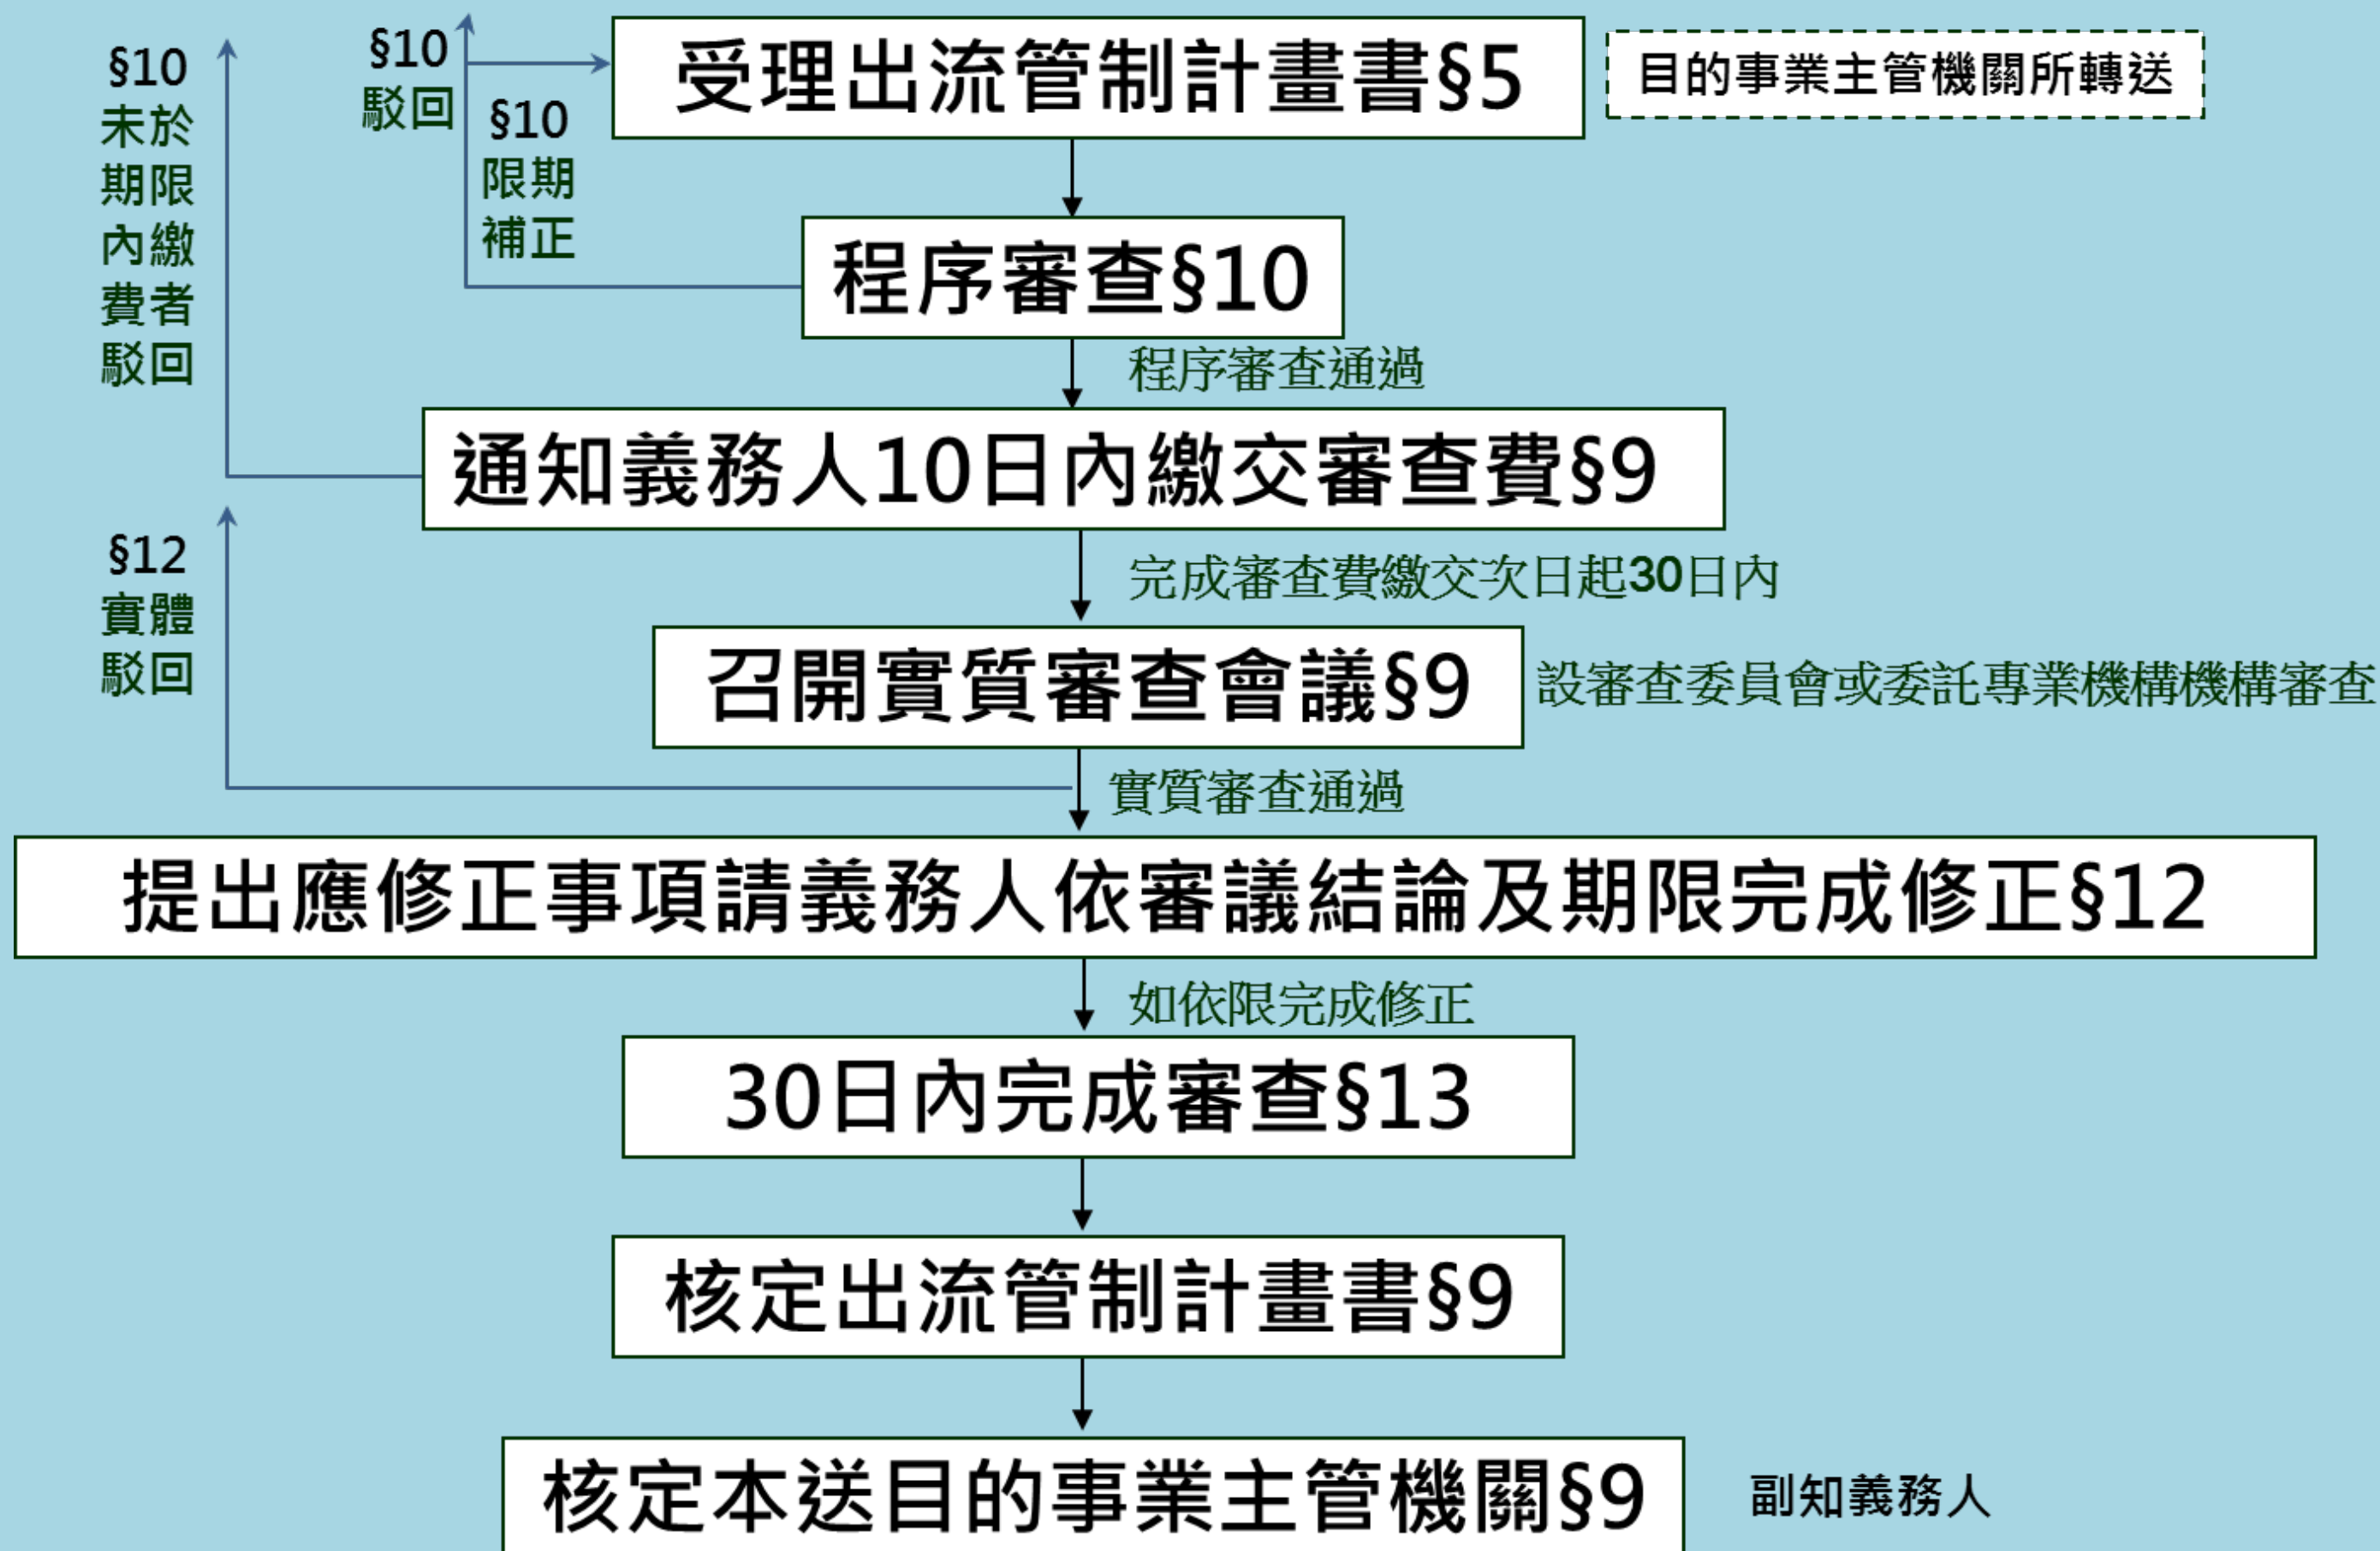 §10
未於
期限
內繳
費者
駁回
§10
駁回
§10
限期
補正
受理出流管制計畫書§5
目的事業主管機關所轉送
程序審查§10
程序審查通過
通知義務人10日內繳交審查費§9
完成審查費繳交次日起30日內
§12
實體
駁回
召開實質審查會議§9
設審查委員會或委託專業機構機構審查
實質審查通過
提出應修正事項請義務人依審議結論及期限完成修正§12
如依限完成修正
30日內完成審查§13
核定出流管制計畫書§9
核定本送目的事業主管機關§9
副知義務人